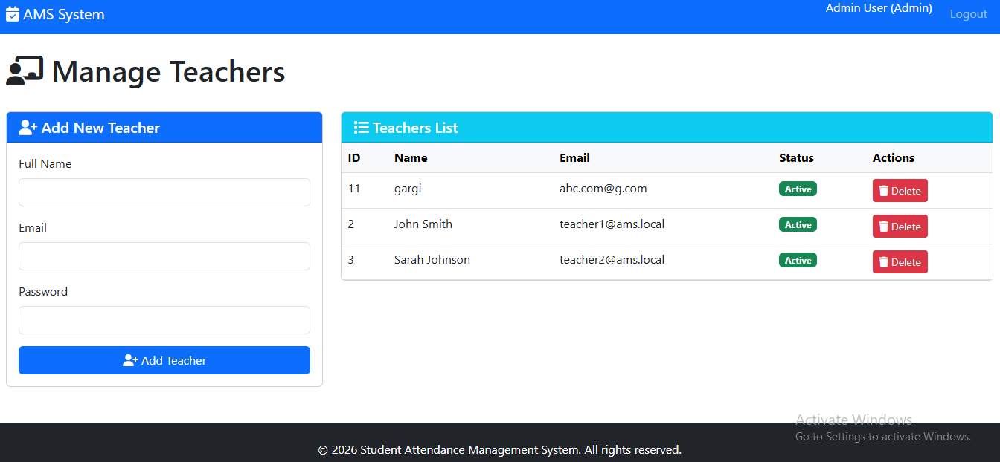 AMS System
Admin User (Admin)
Logout
Manage Teachers
Add New Teacher
Full Name
Email
Password
Add Teacher
Teachers List
ID Name Email Status Actions
11 gargi abc.com@g.com Active Delete
2 John Smith teacher1@ams.local Active Delete
3 Sarah Johnson teacher2@ams.local Active Delete
Activate Windows
Go to Settings to activate Windows.
© 2026 Student Attendance Management System. All rights reserved.